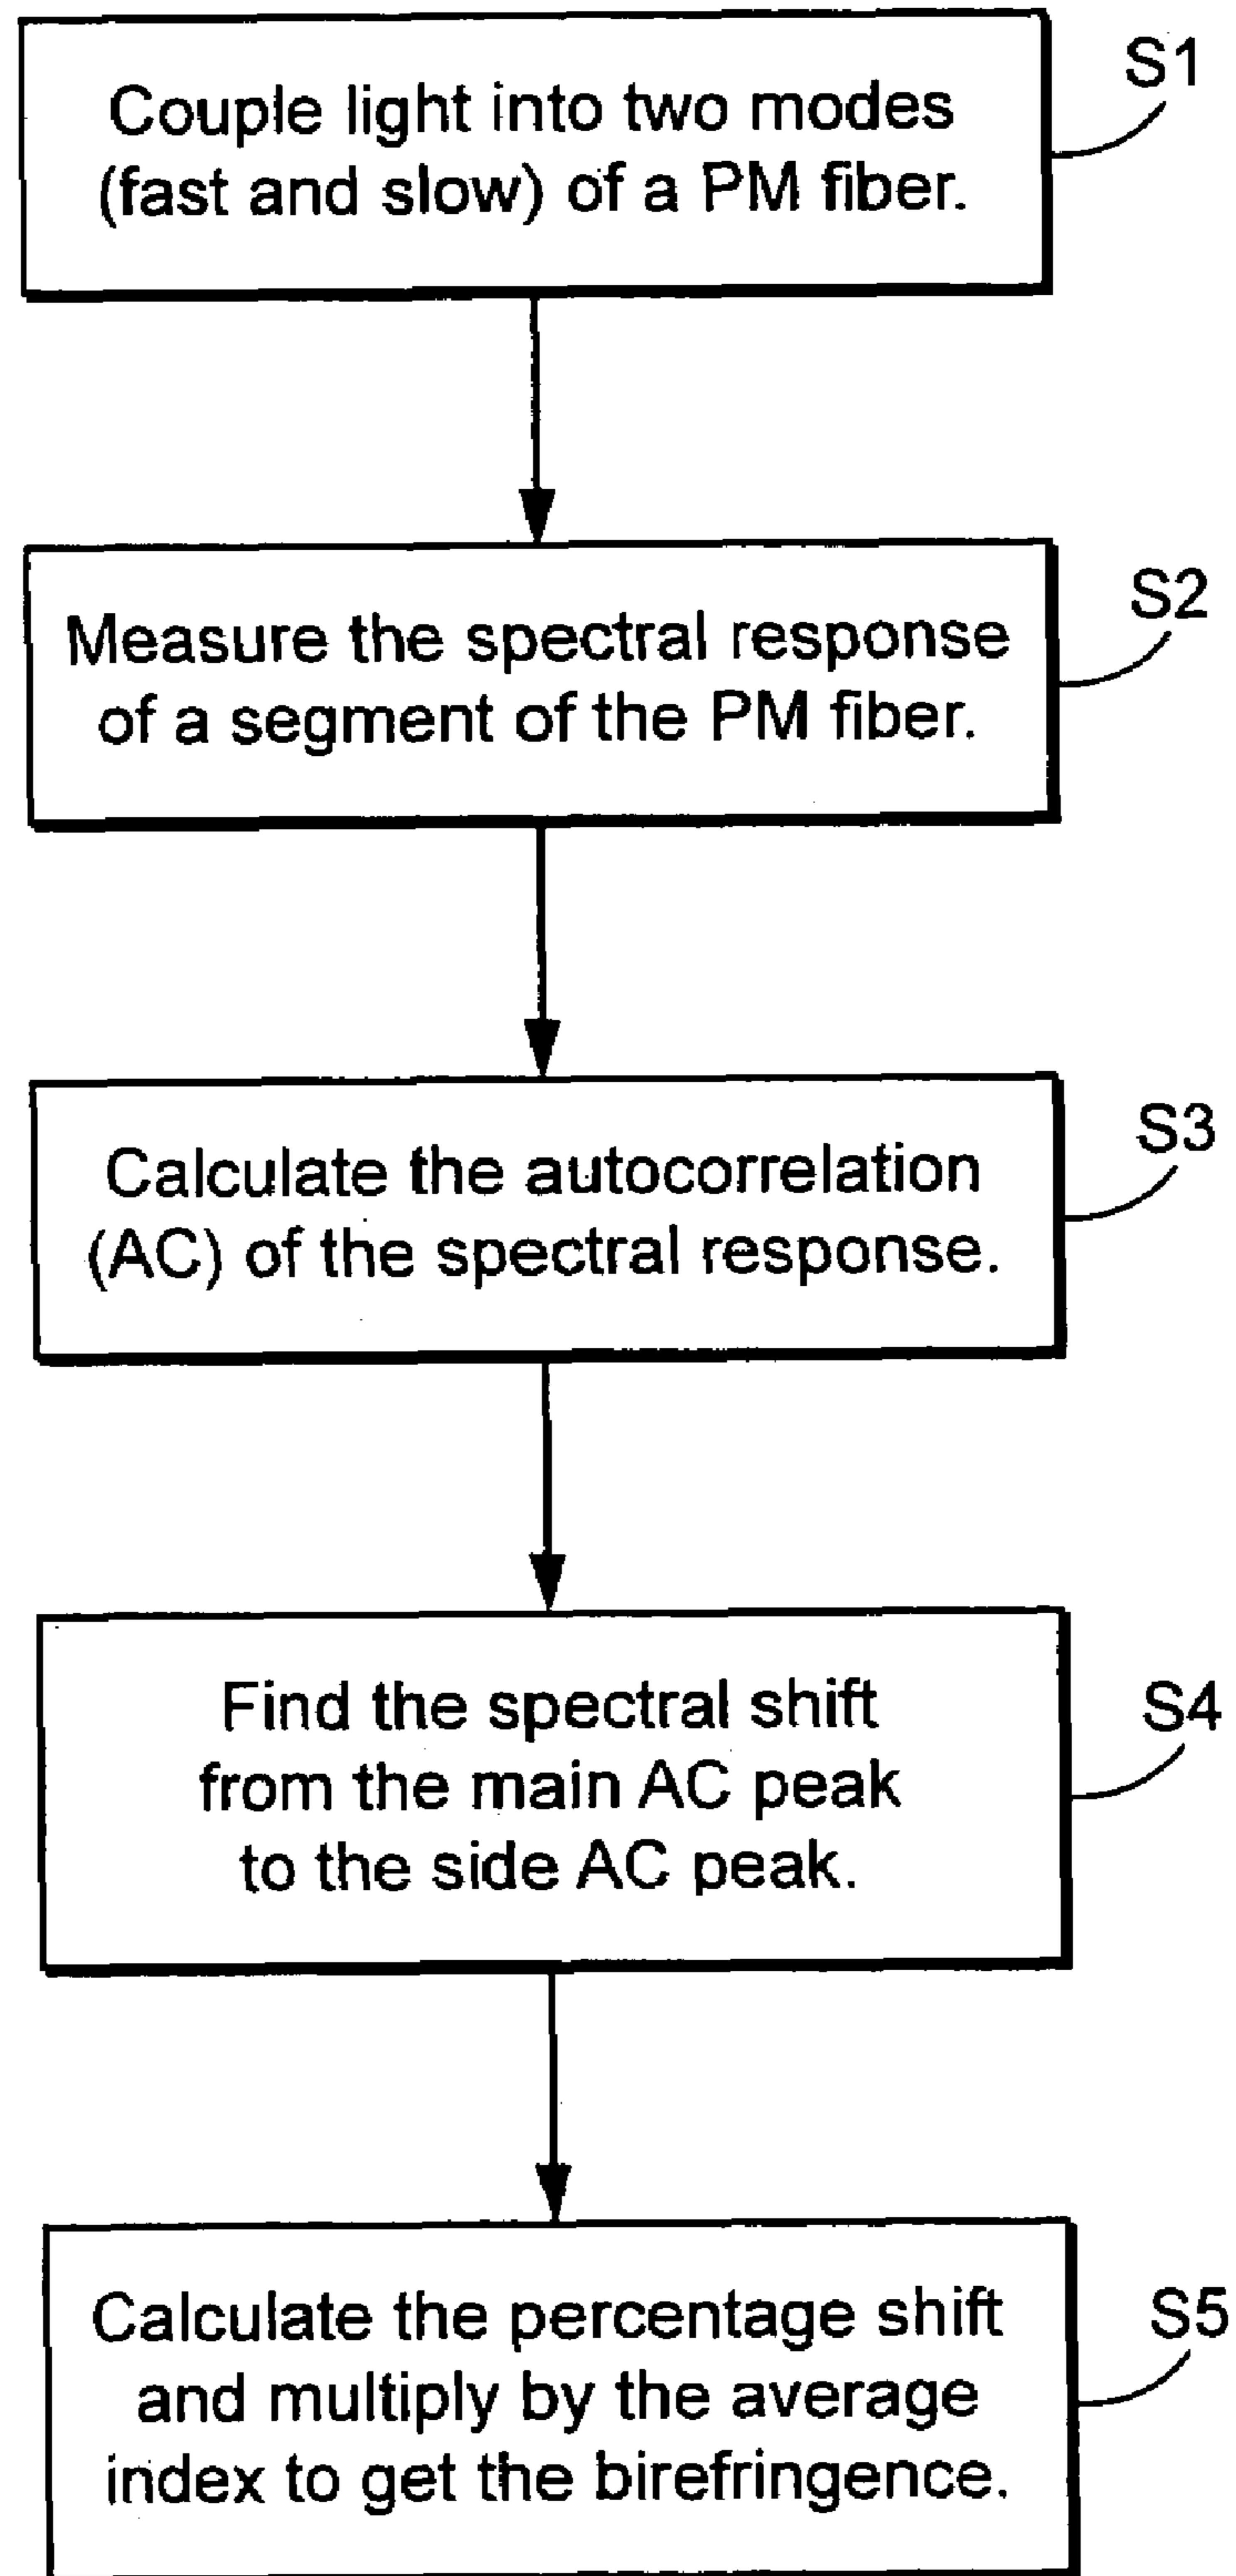 S1
Couple light into two modes
(fast and slow) of a PM fiber.
S2
Measure the spectral response
of a segment of the PM fiber.
S3
Calculate the autocorrelation
(AC) of the spectral response.
S4
Find the spectral shift
from the main AC peak
to the side AC peak.
S5
Calculate the percentage shift
and multiply by the average
index to get the birefringence.